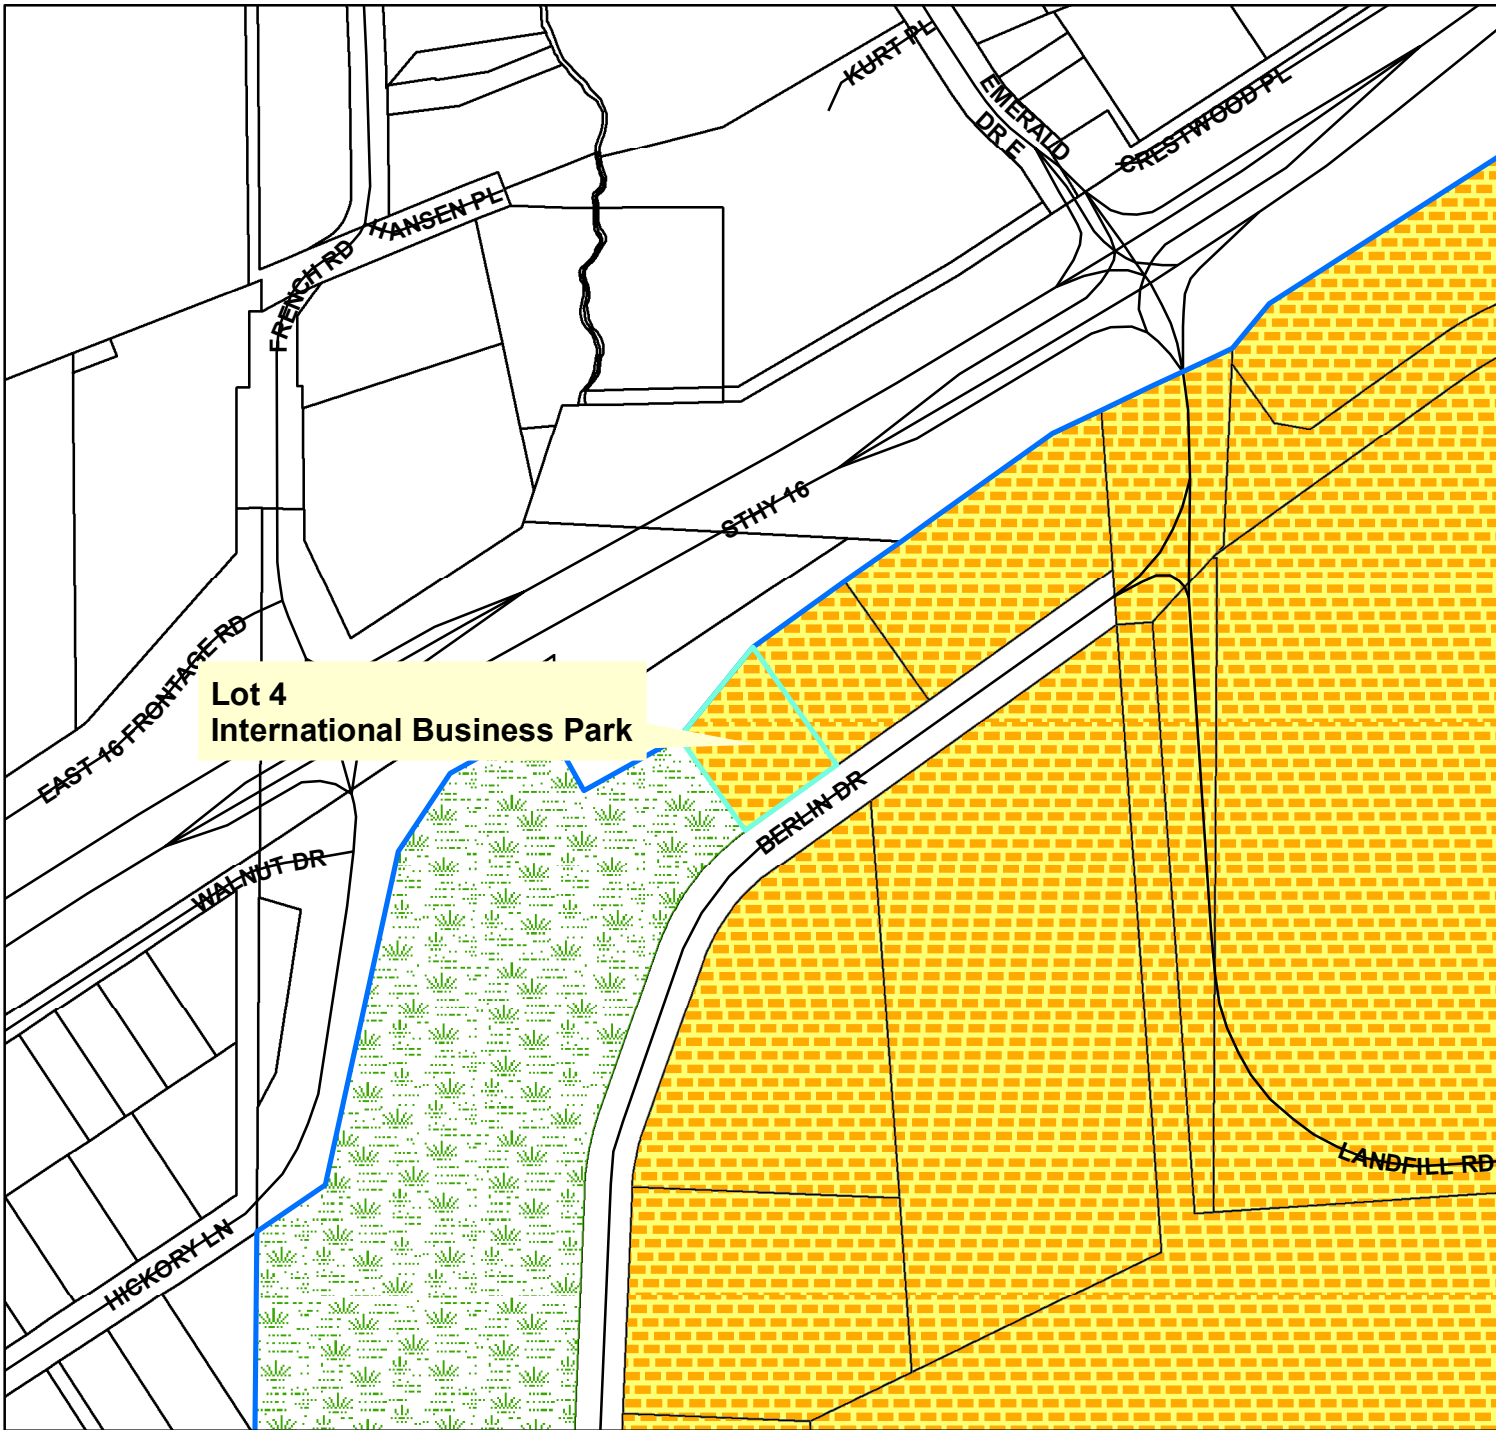 KURT PL
EMERALD
DR E
CRESTWOOD PL
HANSEN PL
FRENCH RD
STHY 16
EAST 16 FRONTAGE RD
Lot 4
International Business Park
BERLIN DR
WALNUT DR
LANDFILL RD
HICKORY LN